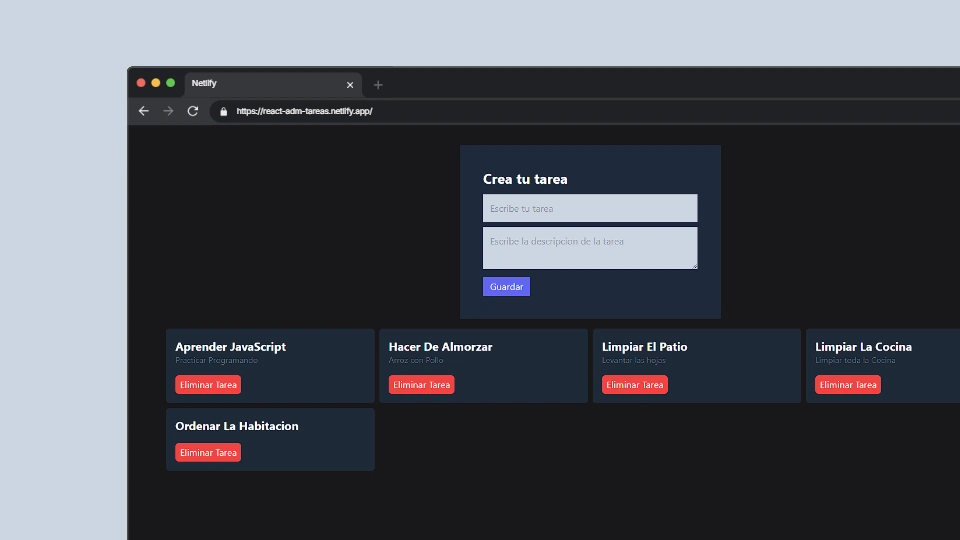 Netlify
https://react-adm-tareas.netlify.app/
Crea tu tarea
Escribe tu tarea
Escribe la descripcion de la tarea
Guardar
Aprender JavaScript
Practicar Programando
Eliminar Tarea
Hacer De Almorzar
Arroz con Pollo
Eliminar Tarea
Limpiar El Patio
Levantar las hojas
Eliminar Tarea
Limpiar La Cocina
Limpiar toda la Cocina
Eliminar Tarea
Ordenar La Habitacion
Eliminar Tarea